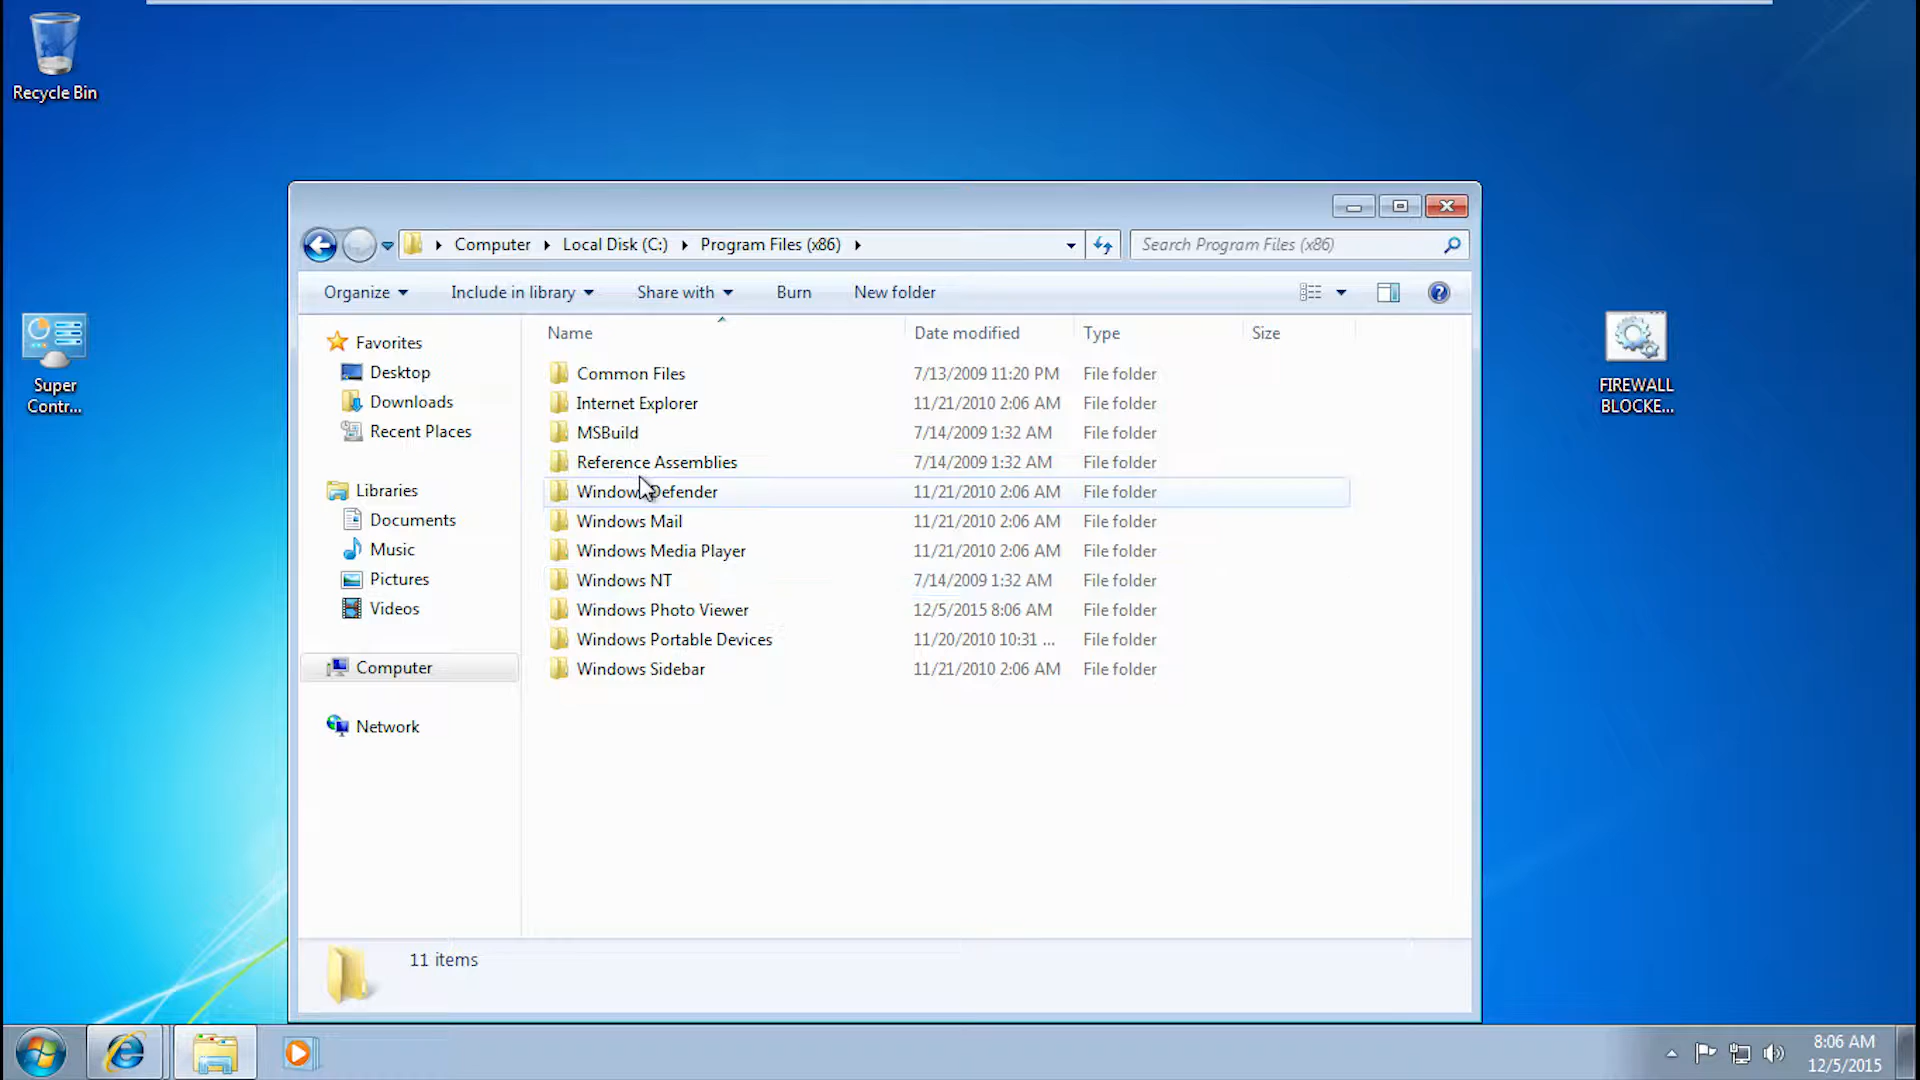 Recycle Bin
Super
Contr...
FIREWALL
BLOCKE...
Computer Local Disk (C:) Program Files (x86)
Search Program Files (x86)
Organize Include in library Share with Burn New folder
Favorites
Desktop
Downloads
Recent Places
Libraries
Documents
Music
Pictures
Videos
Computer
Network
Name Date modified Type Size
Common Files 7/13/2009 11:20 PM File folder
Internet Explorer 11/21/2010 2:06 AM File folder
MSBuild 7/14/2009 1:32 AM File folder
Reference Assemblies 7/14/2009 1:32 AM File folder
Windows Defender 11/21/2010 2:06 AM File folder
Windows Mail 11/21/2010 2:06 AM File folder
Windows Media Player 11/21/2010 2:06 AM File folder
Windows NT 7/14/2009 1:32 AM File folder
Windows Photo Viewer 12/5/2015 8:06 AM File folder
Windows Portable Devices 11/20/2010 10:31 ... File folder
Windows Sidebar 11/21/2010 2:06 AM File folder
11 items
8:06 AM
12/5/2015